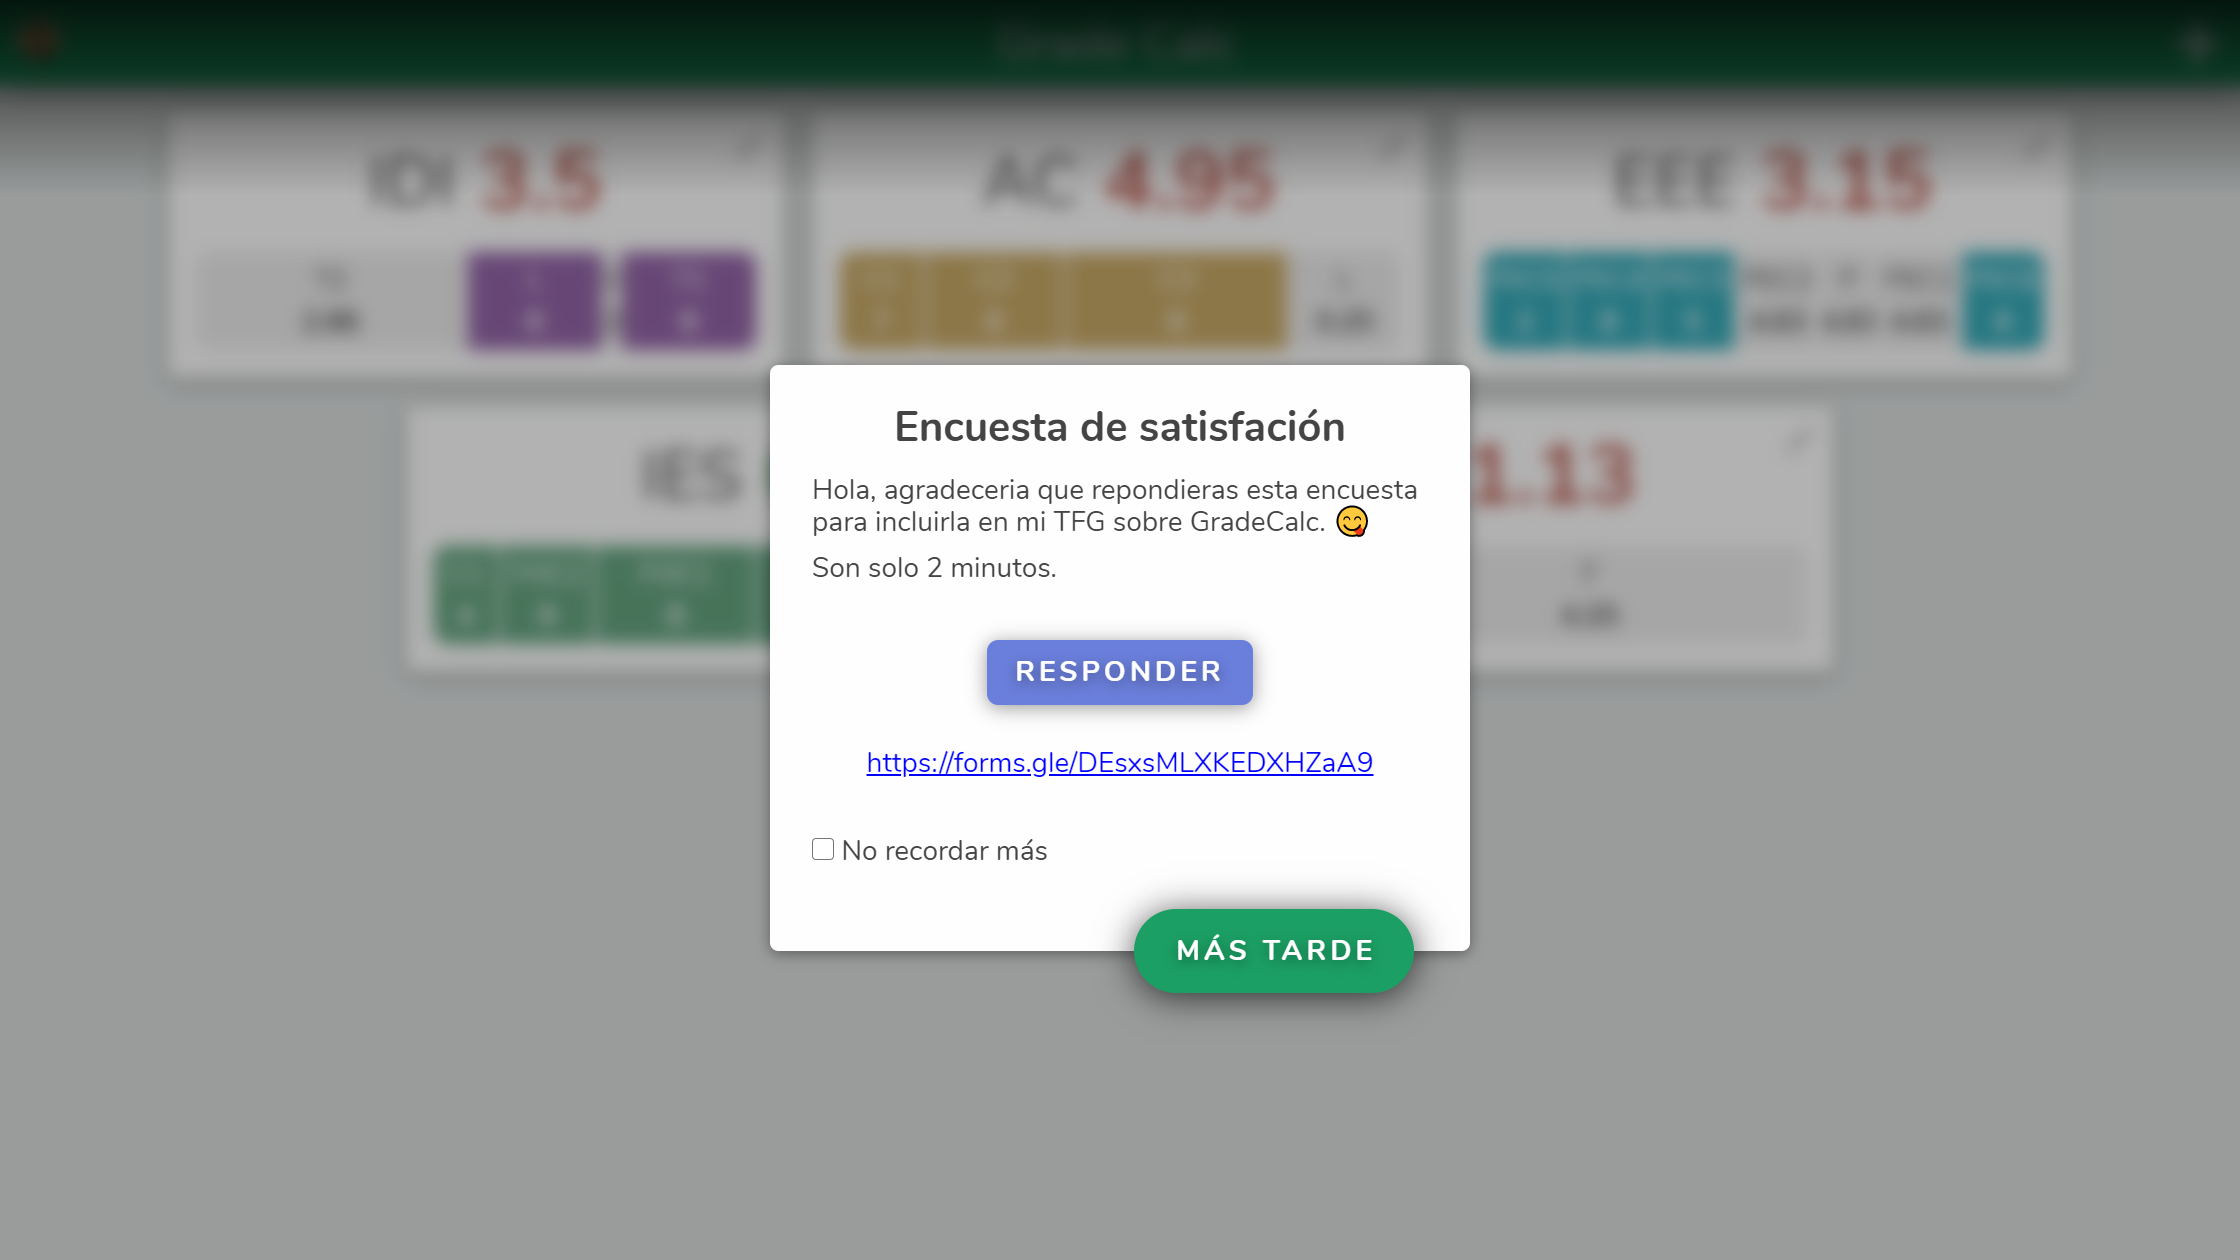 Grade Calc
IDI 3.5
AC 4.95
EEE 3.15
IES
1.13
Encuesta de satisfacción
Hola, agradeceria que repondieras esta encuesta
para incluirla en mi TFG sobre GradeCalc. 😋
Son solo 2 minutos.
RESPONDER
https://forms.gle/DEsxsMLXKEDXHZaA9
No recordar más
MÁS TARDE